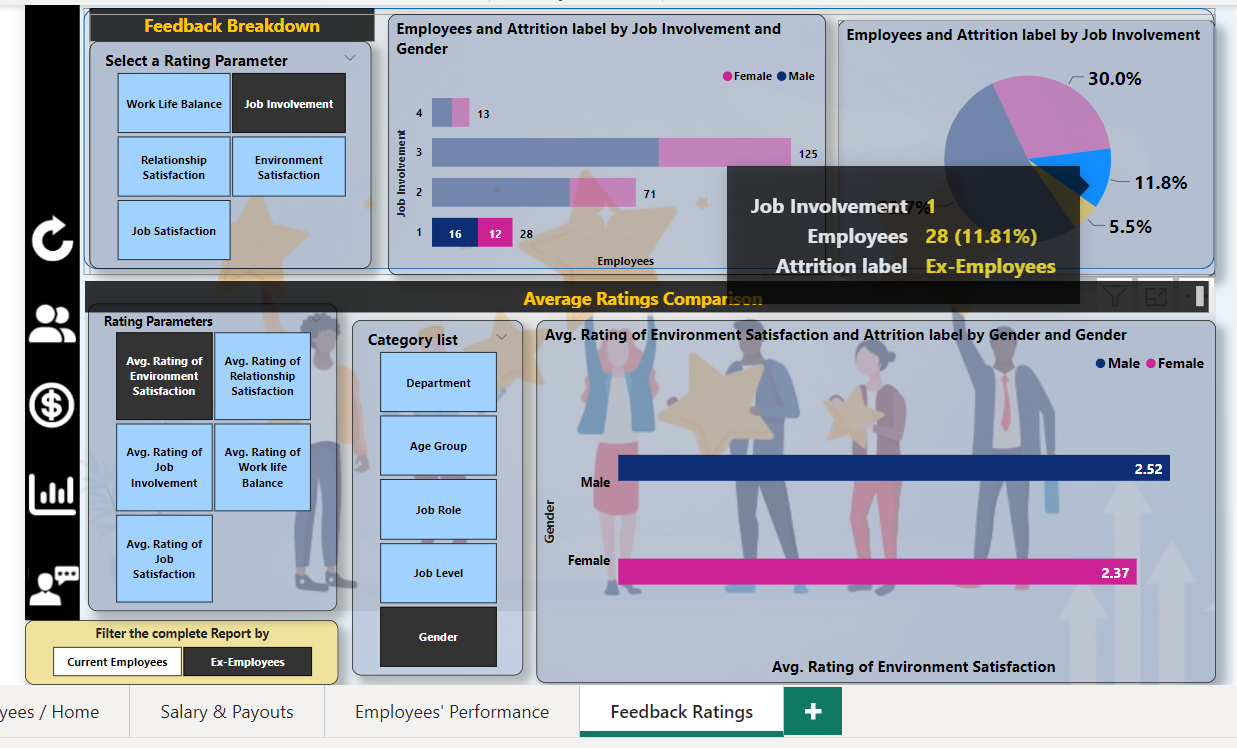 Feedback Breakdown
Select a Rating Parameter
Work Life Balance
Job Involvement
Relationship
Satisfaction
Environment
Satisfaction
Job Satisfaction
Employees and Attrition label by Job Involvement and
Gender
Female Male
Job Involvement
4
13
3
125
2
71
1
16
12
28
Employees
Employees and Attrition label by Job Involvement
30.0%
11.8%
5.5%
Job Involvement 1
Employees 28 (11.81%)
Attrition label Ex-Employees
Average Ratings Comparison
Rating Parameters
Avg. Rating of
Environment
Satisfaction
Avg. Rating of
Relationship
Satisfaction
Avg. Rating of
Job
Involvement
Avg. Rating of
Work life
Balance
Avg. Rating of
Job
Satisfaction
Category list
Department
Age Group
Job Role
Job Level
Gender
Avg. Rating of Environment Satisfaction and Attrition label by Gender and Gender
Male Female
Gender
Male
2.52
Female
2.37
Avg. Rating of Environment Satisfaction
Filter the complete Report by
Current Employees
Ex-Employees
yees / Home
Salary & Payouts
Employees' Performance
Feedback Ratings
+